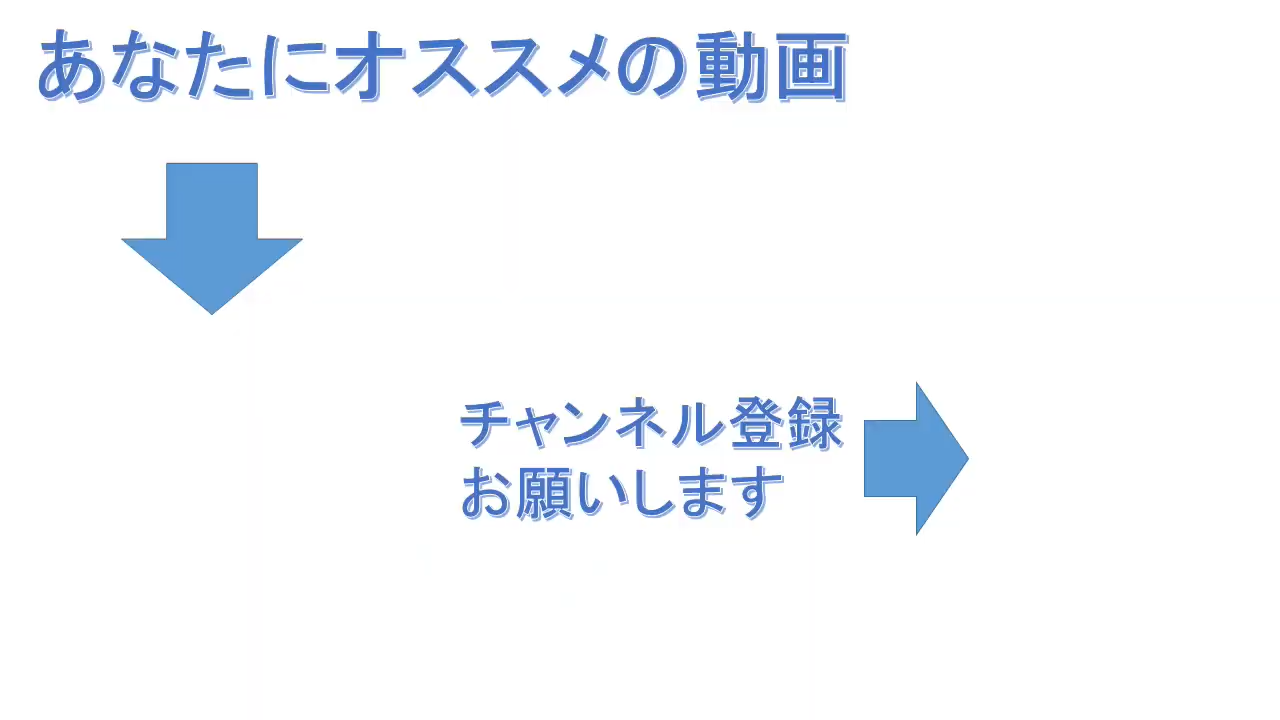 あなたにオススメの動画
チャンネル登録
お願いします